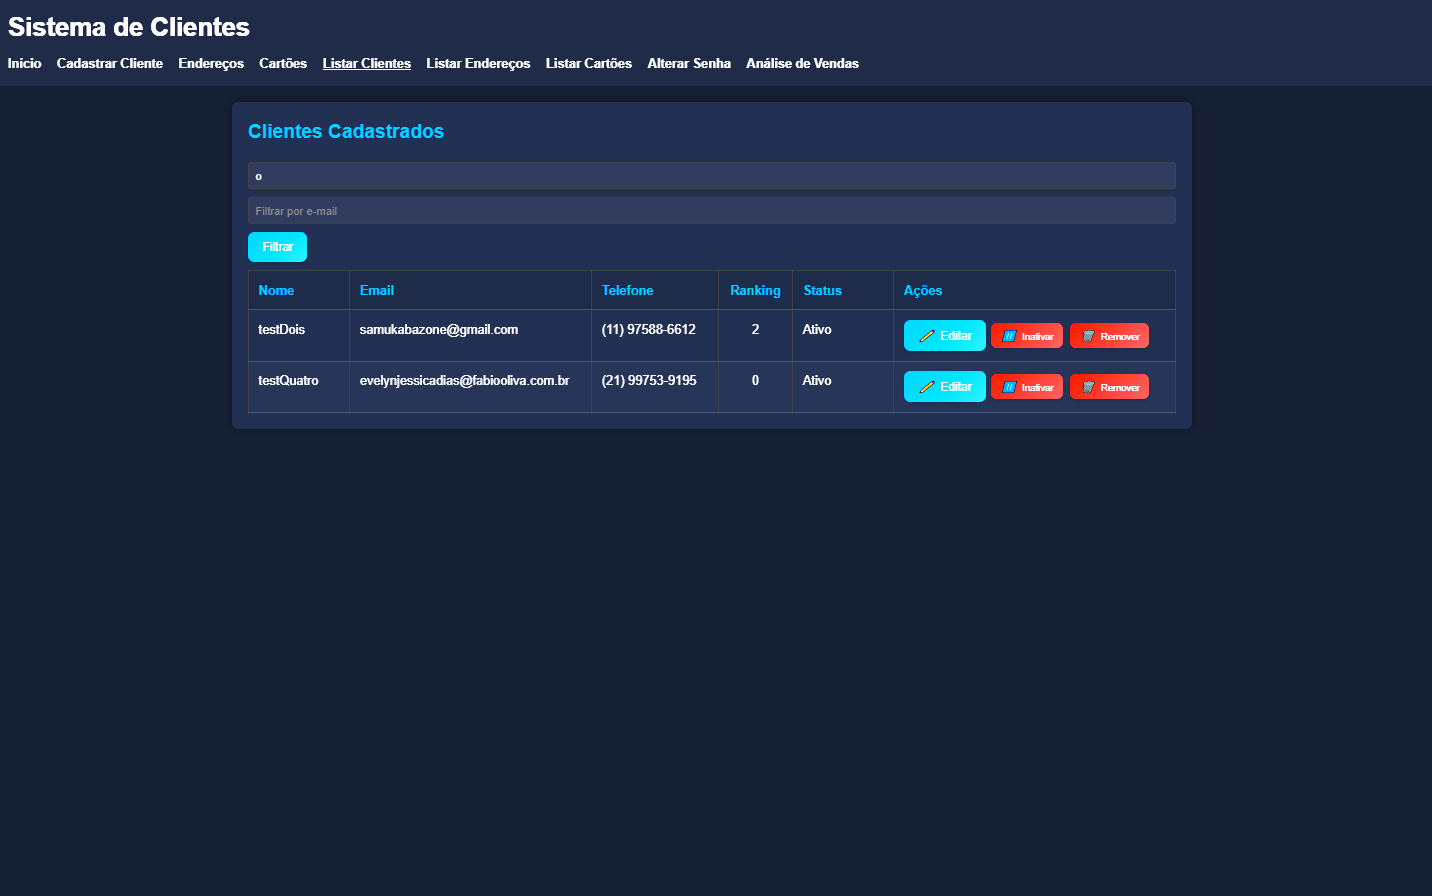 Sistema de Clientes
Início Cadastrar Cliente Endereços Cartões Listar Clientes Listar Endereços Listar Cartões Alterar Senha Análise de Vendas
Clientes Cadastrados
o
Filtrar por e-mail
Filtrar
Nome Email Telefone Ranking Status Ações
testDois samukabazone@gmail.com (11) 97588-6612 2 Ativo Editar Inativar Remover
testQuatro evelynjessicadias@fabiooliva.com.br (21) 99753-9195 0 Ativo Editar Inativar Remover